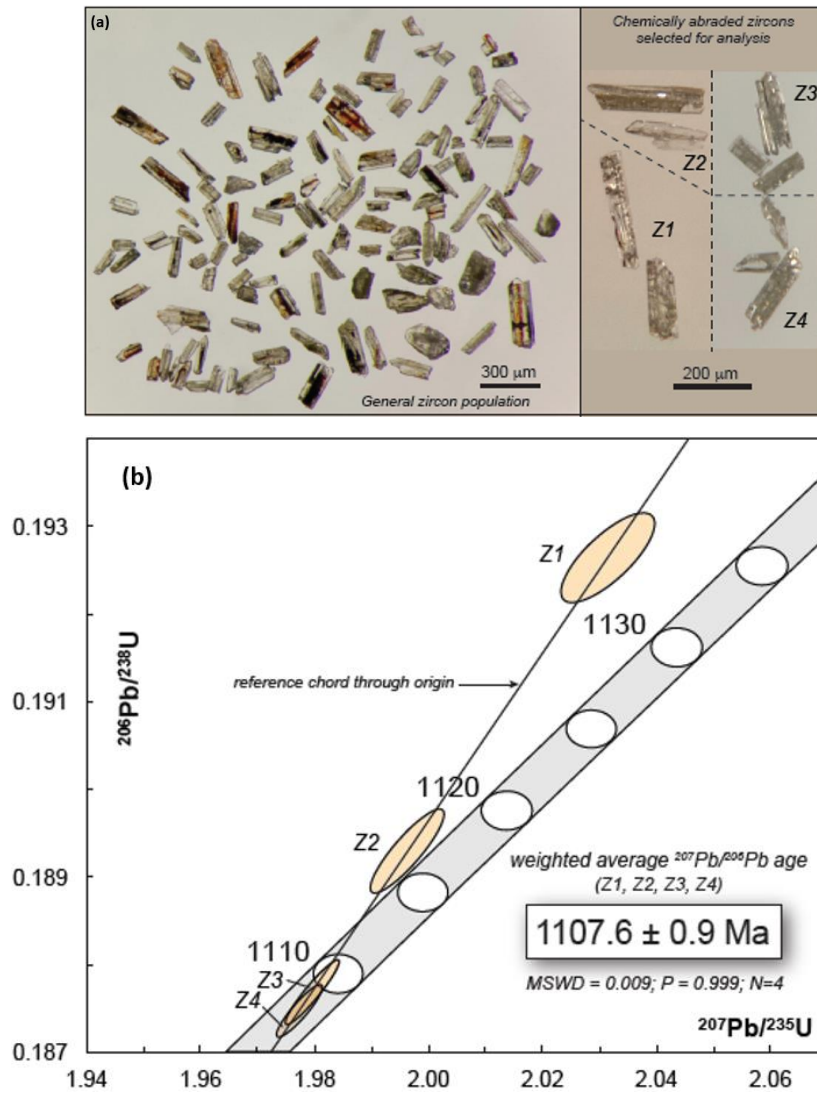 (a)
Chemically abraded zircons
selected for analysis
Z3
Z2
Z1
Z4
300 μm
200 μm
General zircon population
(b)
0.193
Z1
1130
reference chord through origin
0.191
²⁰⁶Pb/²³⁸U
1120
Z2
weighted average ²⁰⁷Pb/²⁰⁶Pb age
(Z1, Z2, Z3, Z4)
0.189
1107.6 ± 0.9 Ma
1110
Z3
MSWD = 0.009; P = 0.999; N=4
Z4
²⁰⁷Pb/²³⁵U
0.187
1.94 1.96 1.98 2.00 2.02 2.04 2.06